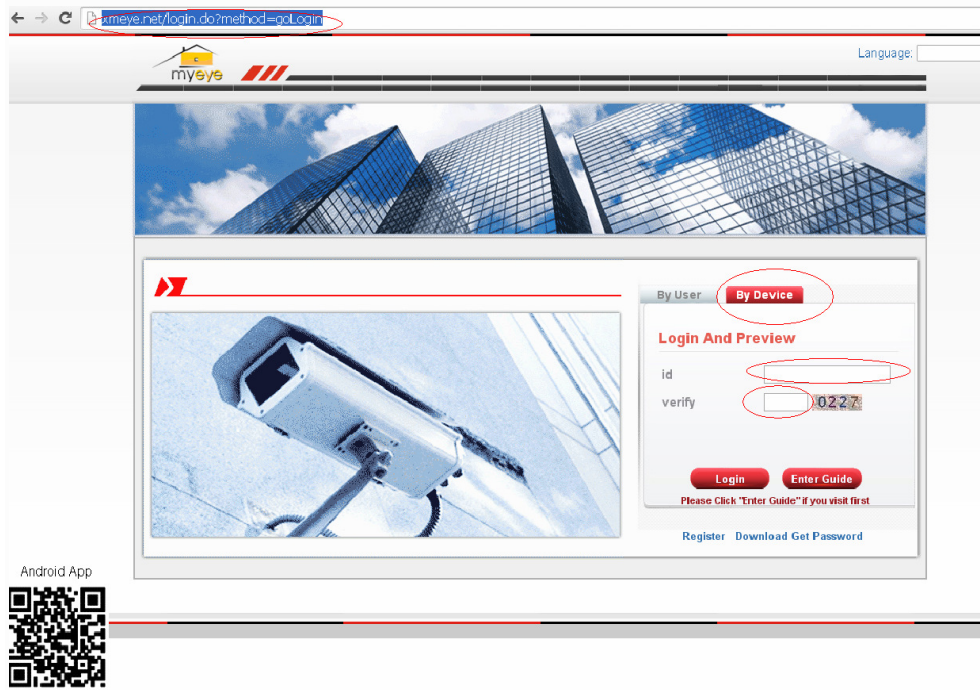 xmeye.net/login.do?method=goLogin
Language:
myeye
By User By Device
Login And Preview
id
verify 0227
Login Enter Guide
Please Click "Enter Guide" if you visit first
Register Download Get Password
Android App